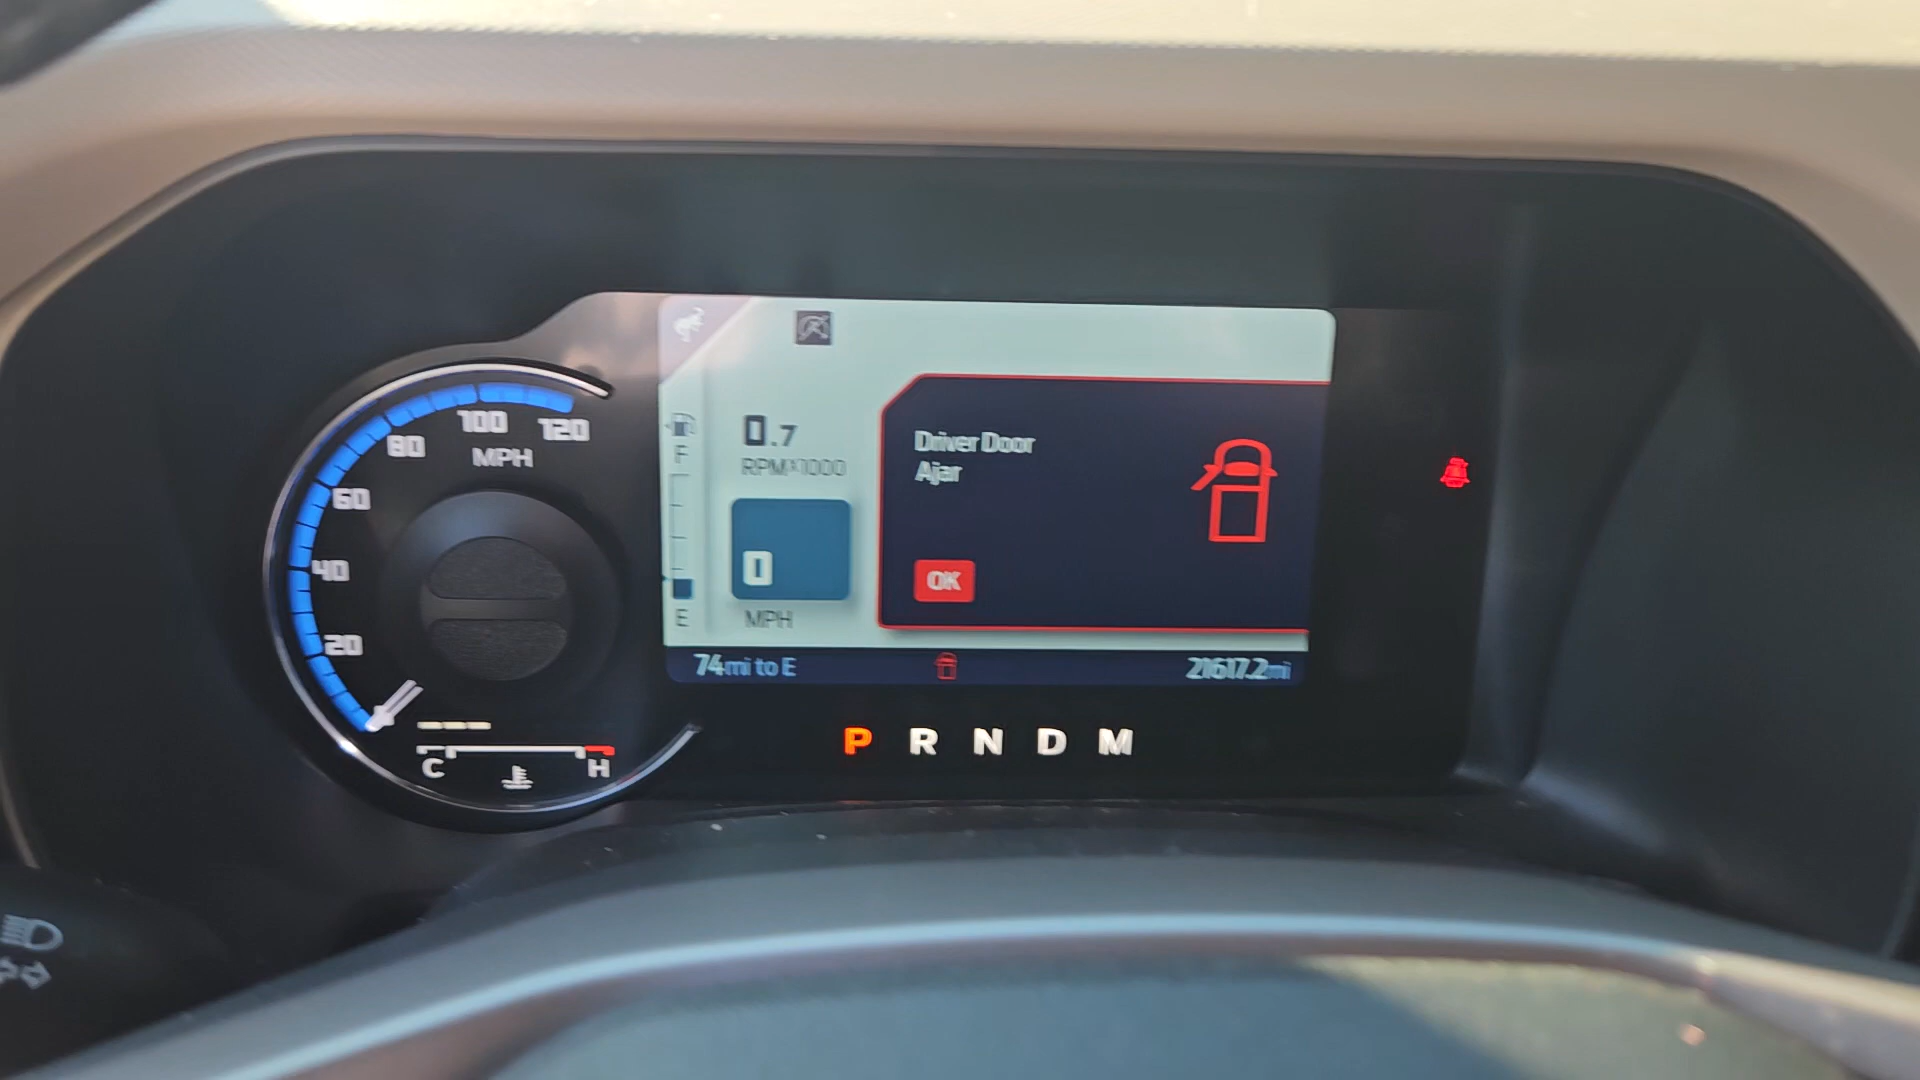 120
100
80
MPH
60
40
20
C H
F
E
0.7
RPMX1000
0
MPH
Driver Door
Ajar
OK
74mi to E
21617.2mi
P R N D M